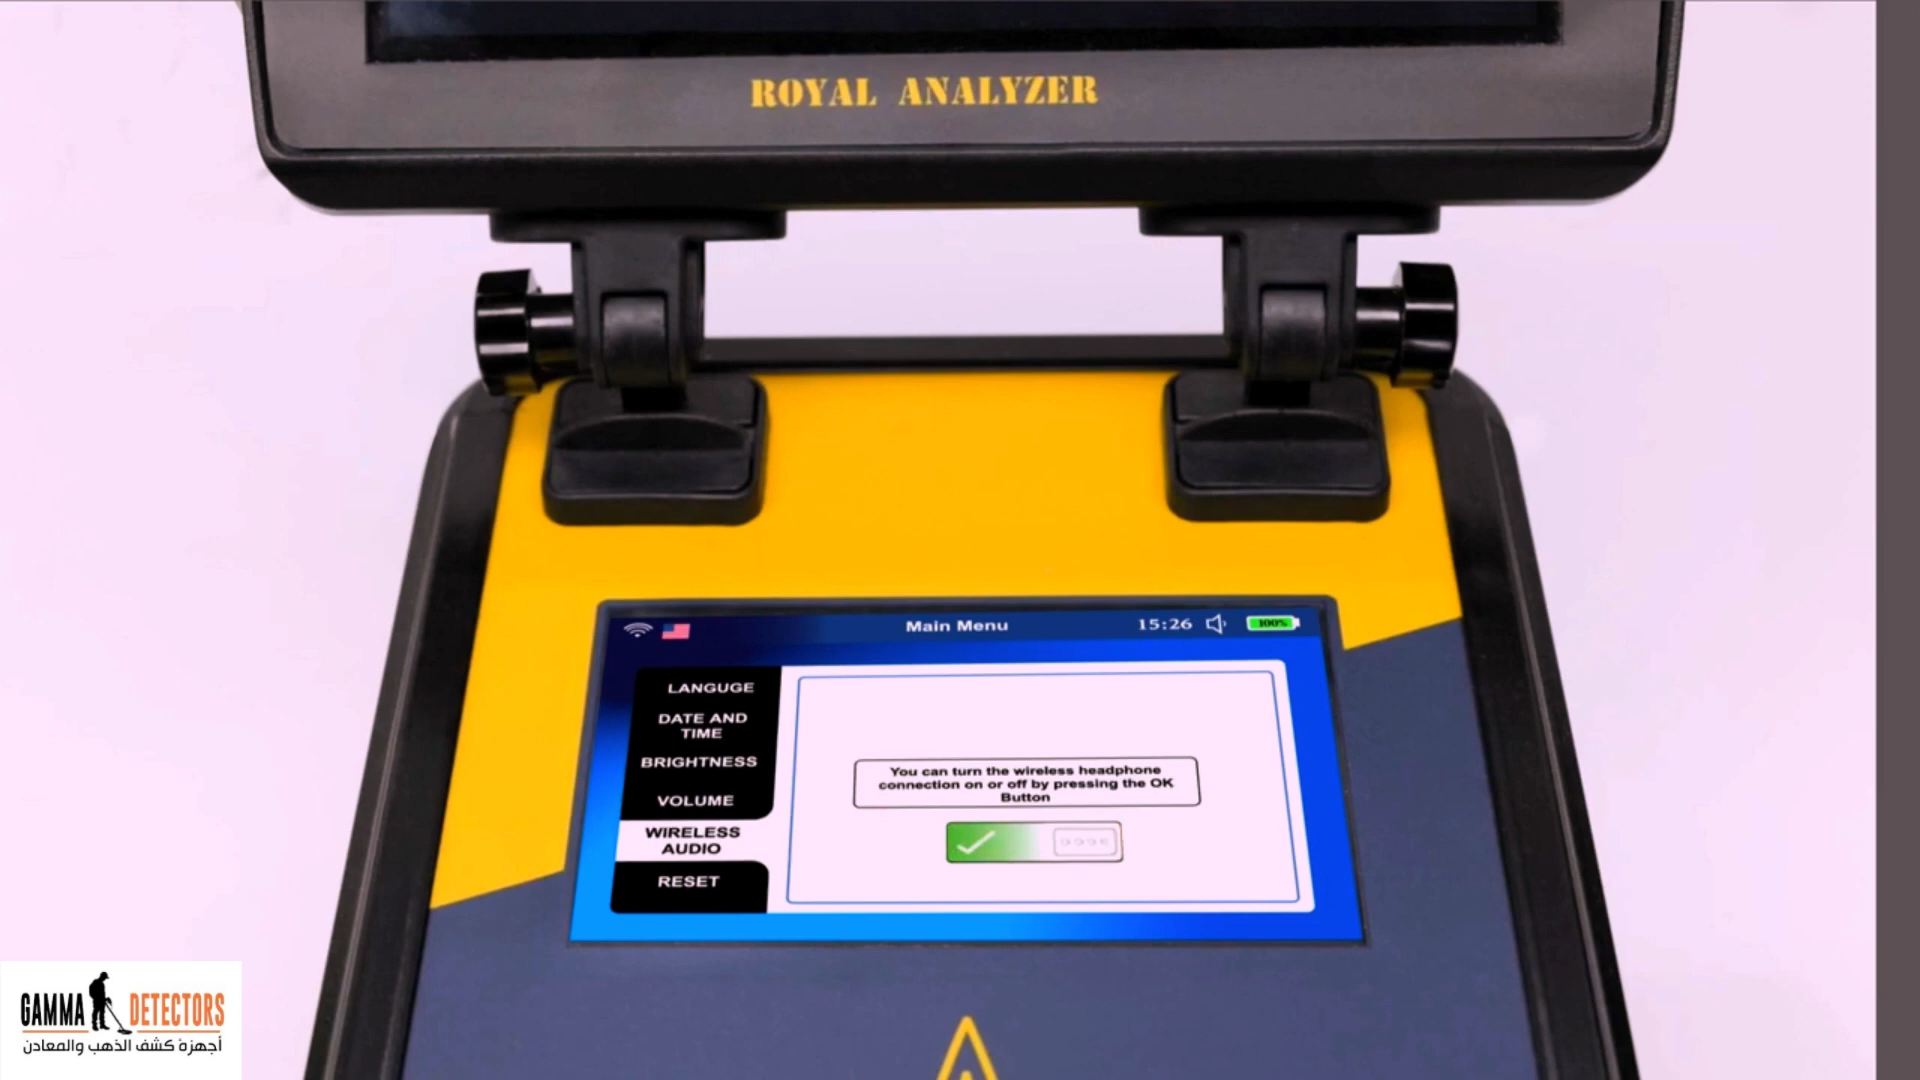 ROYAL ANALYZER
Main Menu
15:26
100%
LANGUGE
DATE AND
TIME
BRIGHTNESS
VOLUME
WIRELESS
AUDIO
RESET
You can turn the wireless headphone
connection on or off by pressing the OK
Button
GAMMA DETECTORS
أجهزة كشف الذهب والمعادن